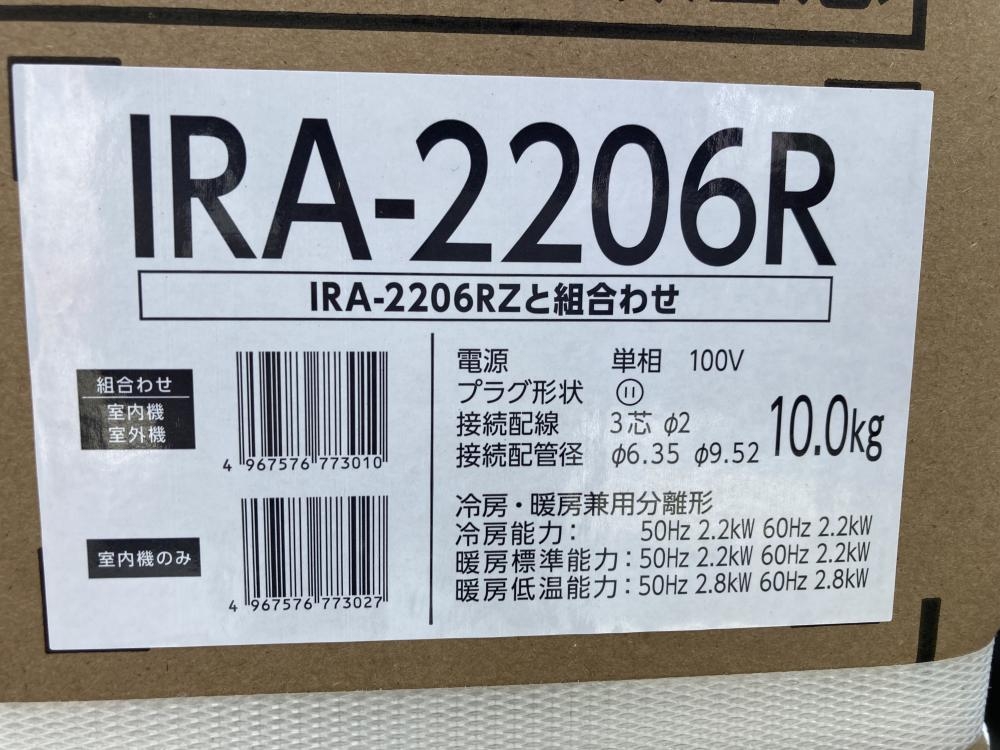 IRA-2206R
IRA-2206RZと組合わせ
組合わせ
室内機
室外機
4 967576 773010
室内機のみ
4 967576 773027
電源 単相 100V
プラグ形状
接続配線 3芯 φ2
接続配管径 φ6.35 φ9.52
10.0kg
冷房・暖房兼用分離形
冷房能力: 50Hz 2.2kW 60Hz 2.2kW
暖房標準能力:50Hz 2.2kW 60Hz 2.2kW
暖房低温能力:50Hz 2.8kW 60Hz 2.8kW